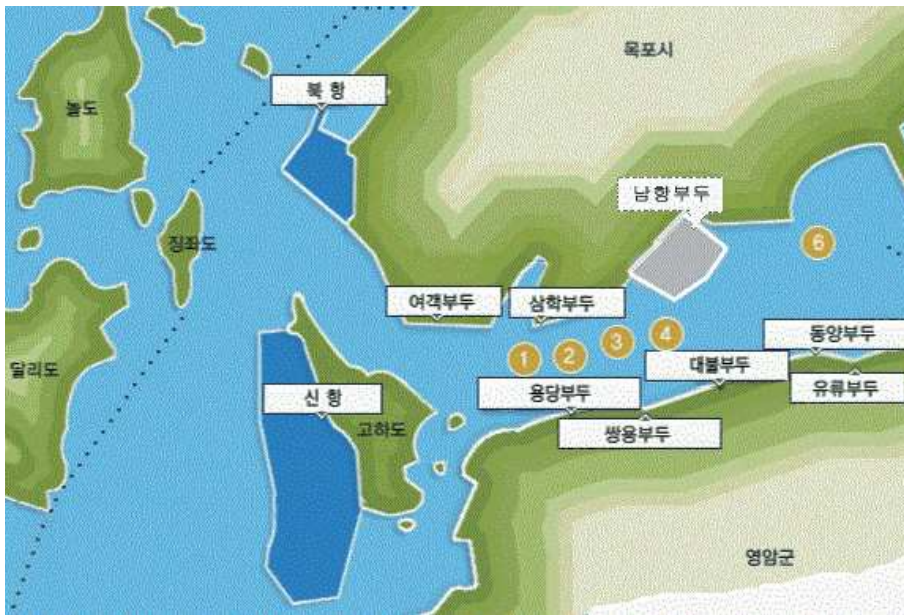 목포시
북 항
놀도
남항부두
징좌도
6
여객부두
삼학부두
3
4
동양부두
1
2
대불부두
달리도
유류부두
용당부두
신 항
고하도
쌍용부두
영암군